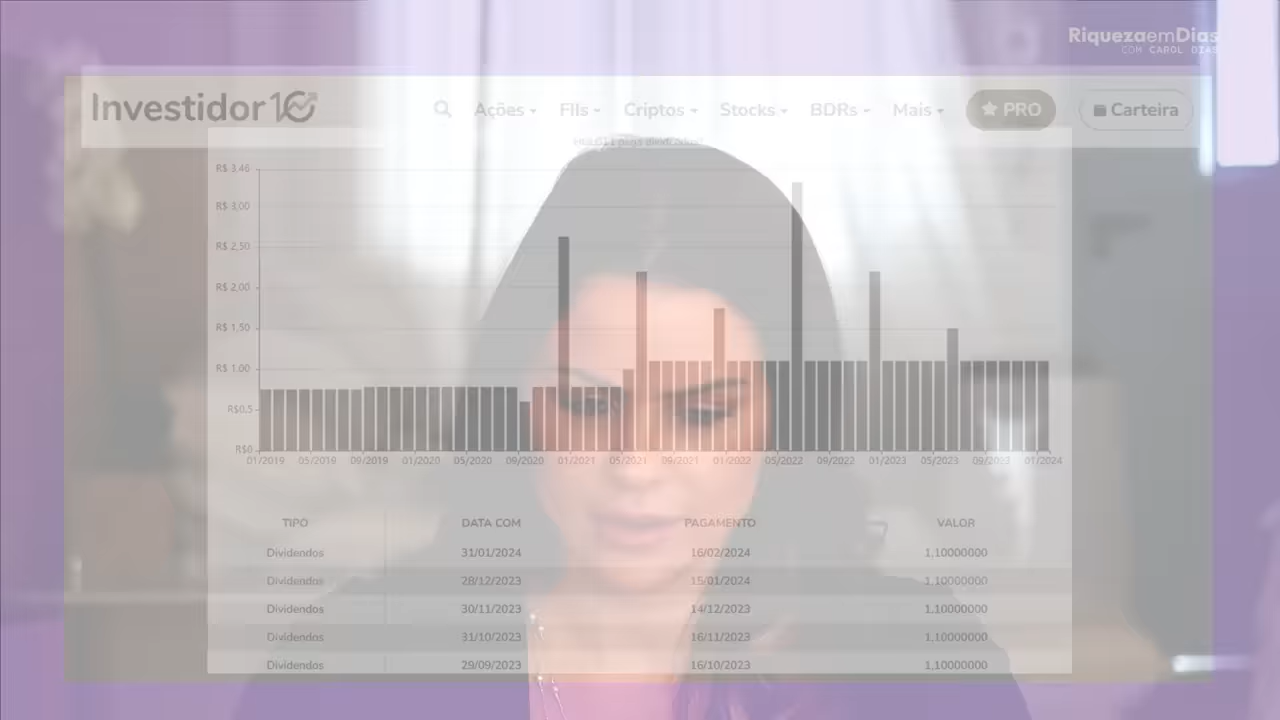 RiquezaemDias
COM CAROL DIAS
Investidor10
Ações FIIs Criptos Stocks BDRs Mais PRO Carteira
R$ 3,46
R$ 3,00
R$ 2,50
R$ 2,00
R$ 1,50
R$ 1,00
R$0,5
R$0
01/2019 05/2019 09/2019 01/2020 05/2020 09/2020 01/2021 05/2021 09/2021 01/2022 05/2022 09/2022 01/2023 05/2023 09/2023 01/2024
TIPO DATA COM PAGAMENTO VALOR
Dividendos 31/01/2024 16/02/2024 1,10000000
Dividendos 28/12/2023 15/01/2024 1,10000000
Dividendos 30/11/2023 14/12/2023 1,10000000
Dividendos 31/10/2023 16/11/2023 1,10000000
Dividendos 29/09/2023 16/10/2023 1,10000000